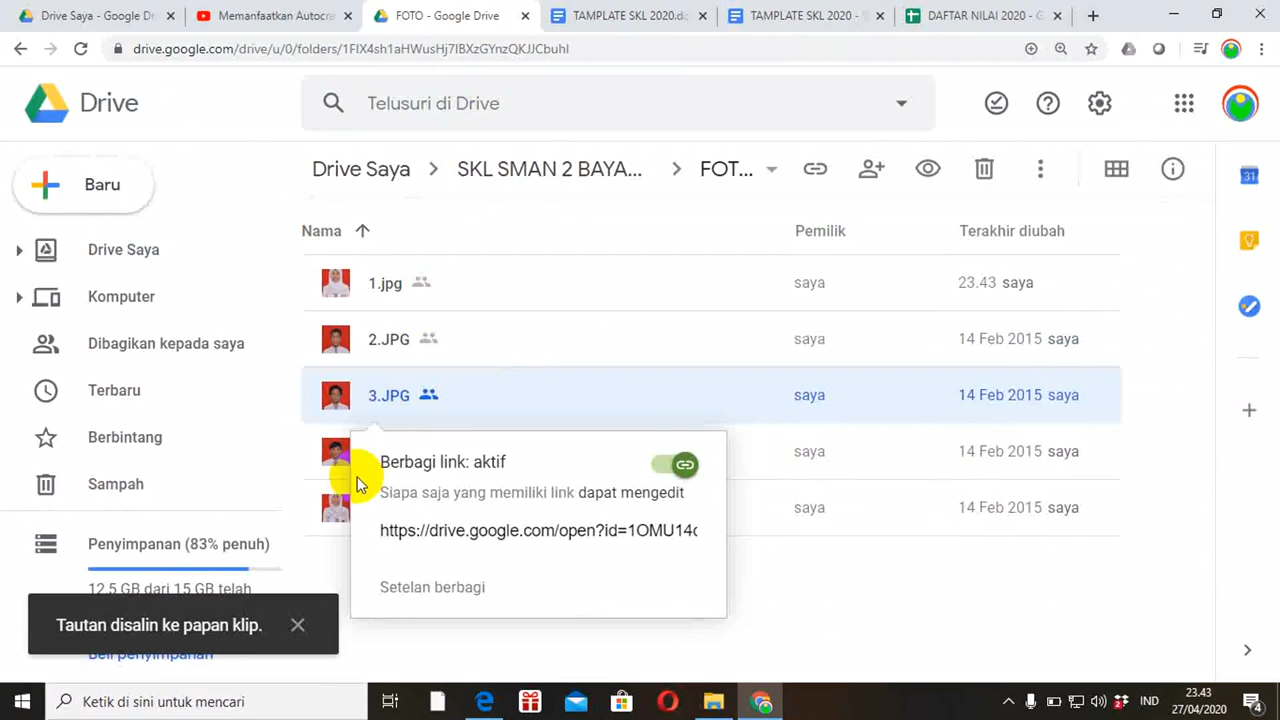 Drive Saya - Google Drive
Memanfaatkan Autocra
FOTO - Google Drive
TAMPLATE SKL 2020.do
TAMPLATE SKL 2020 - S
DAFTAR NILAI 2020 - G
drive.google.com/drive/u/0/folders/1FIX4sh1aHWusHj7IBXzGYnzQKJJCbuhI
Drive
Telusuri di Drive
Baru
Drive Saya
SKL SMAN 2 BAYA...
FOT...
31
Nama
Pemilik
Terakhir diubah
Drive Saya
1.jpg
saya
23.43 saya
Komputer
2.JPG
saya
14 Feb 2015 saya
Dibagikan kepada saya
Terbaru
3.JPG
saya
14 Feb 2015 saya
Berbintang
saya
14 Feb 2015 saya
Sampah
saya
14 Feb 2015 saya
Berbagi link: aktif
Siapa saja yang memiliki link dapat mengedit
https://drive.google.com/open?id=1OMU14c
Setelan berbagi
Penyimpanan (83% penuh)
12.5 GB dari 15 GB telah
Tautan disalin ke papan klip.
Beli penyimpanan
Ketik di sini untuk mencari
IND
23.43
27/04/2020
4